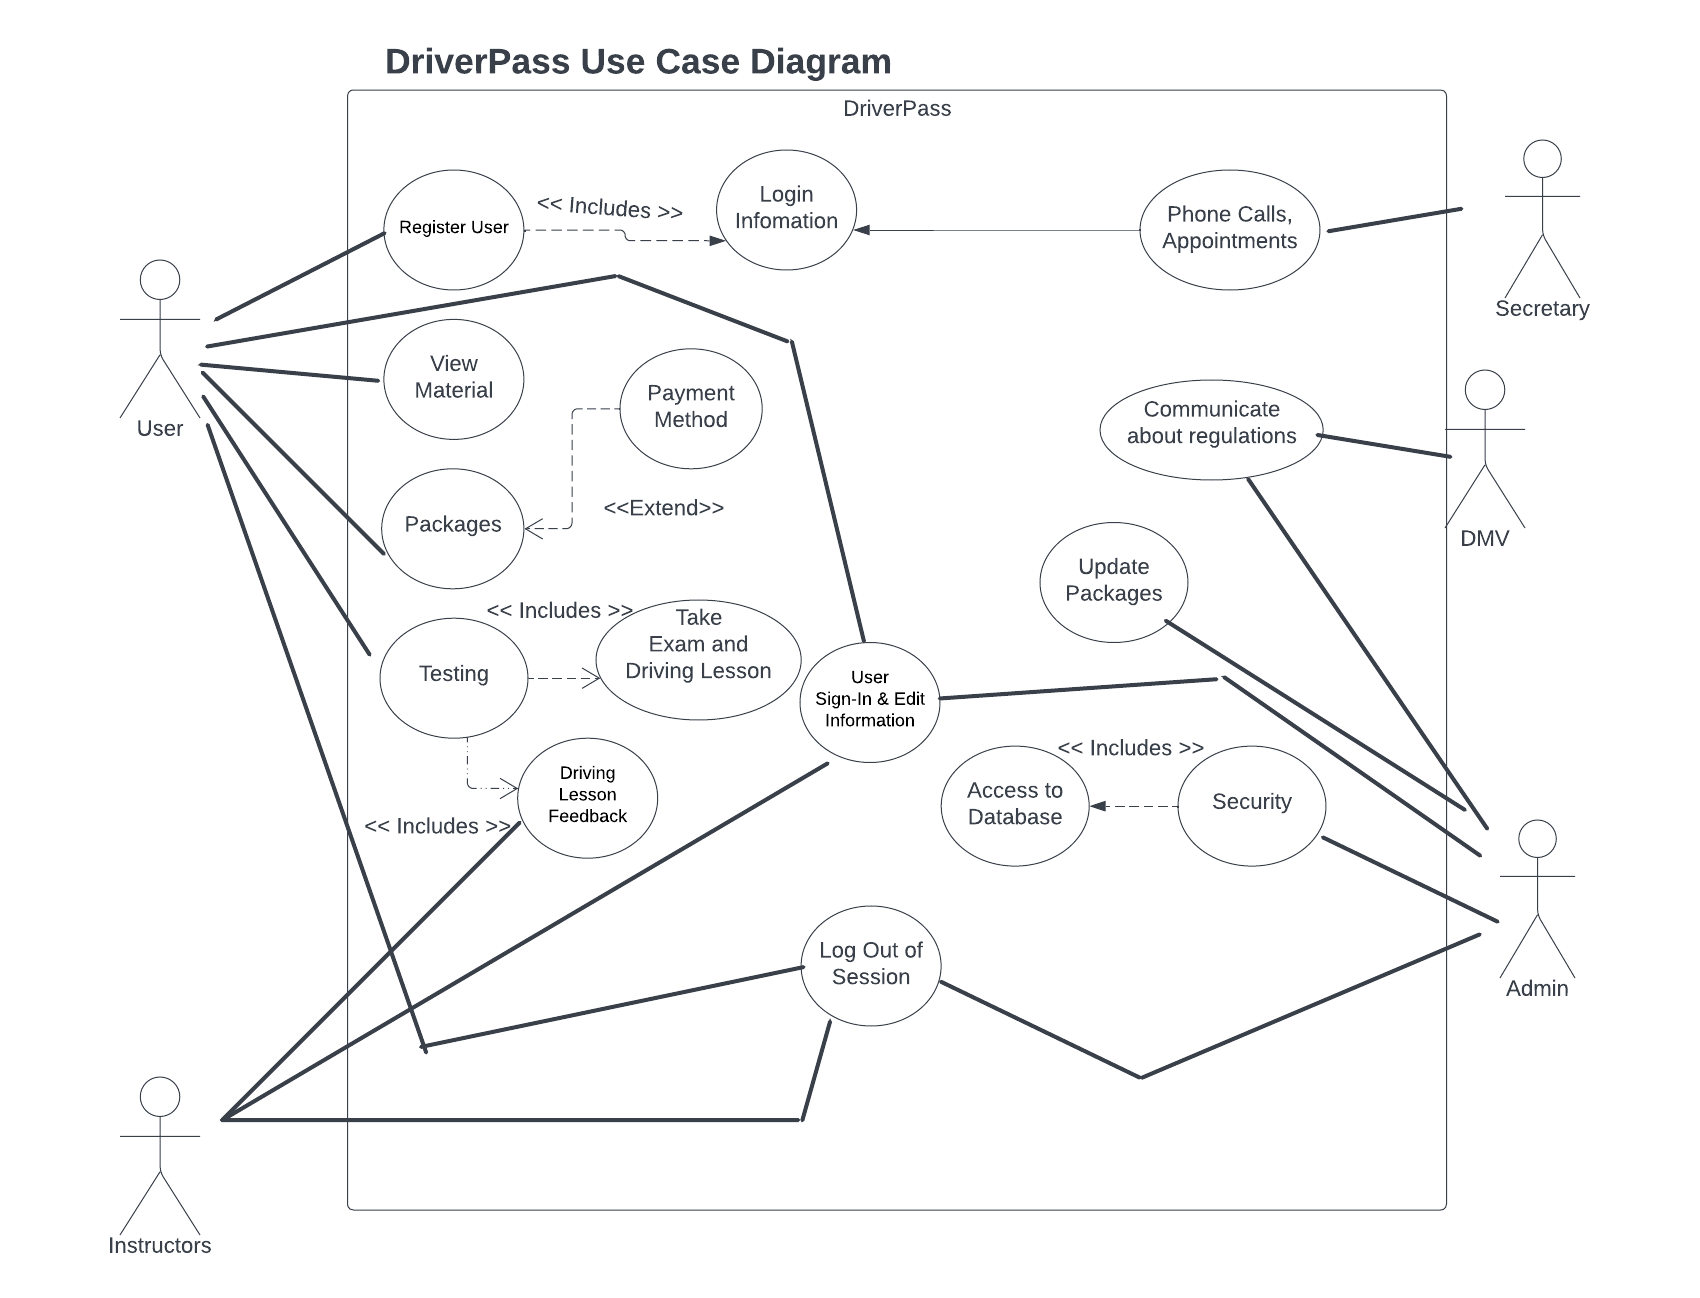 DriverPass Use Case Diagram
DriverPass
Register User
<< Includes >>
Login
Infomation
Phone Calls,
Appointments
Secretary
User
View
Material
Payment
Method
<<Extend>>
Packages
Communicate
about regulations
DMV
Update
Packages
<< Includes >>
Take
Exam and
Driving Lesson
Testing
User
Sign-In & Edit
Information
Driving
Lesson
Feedback
<< Includes >>
<< Includes >>
Access to
Database
Security
Admin
Log Out of
Session
Instructors